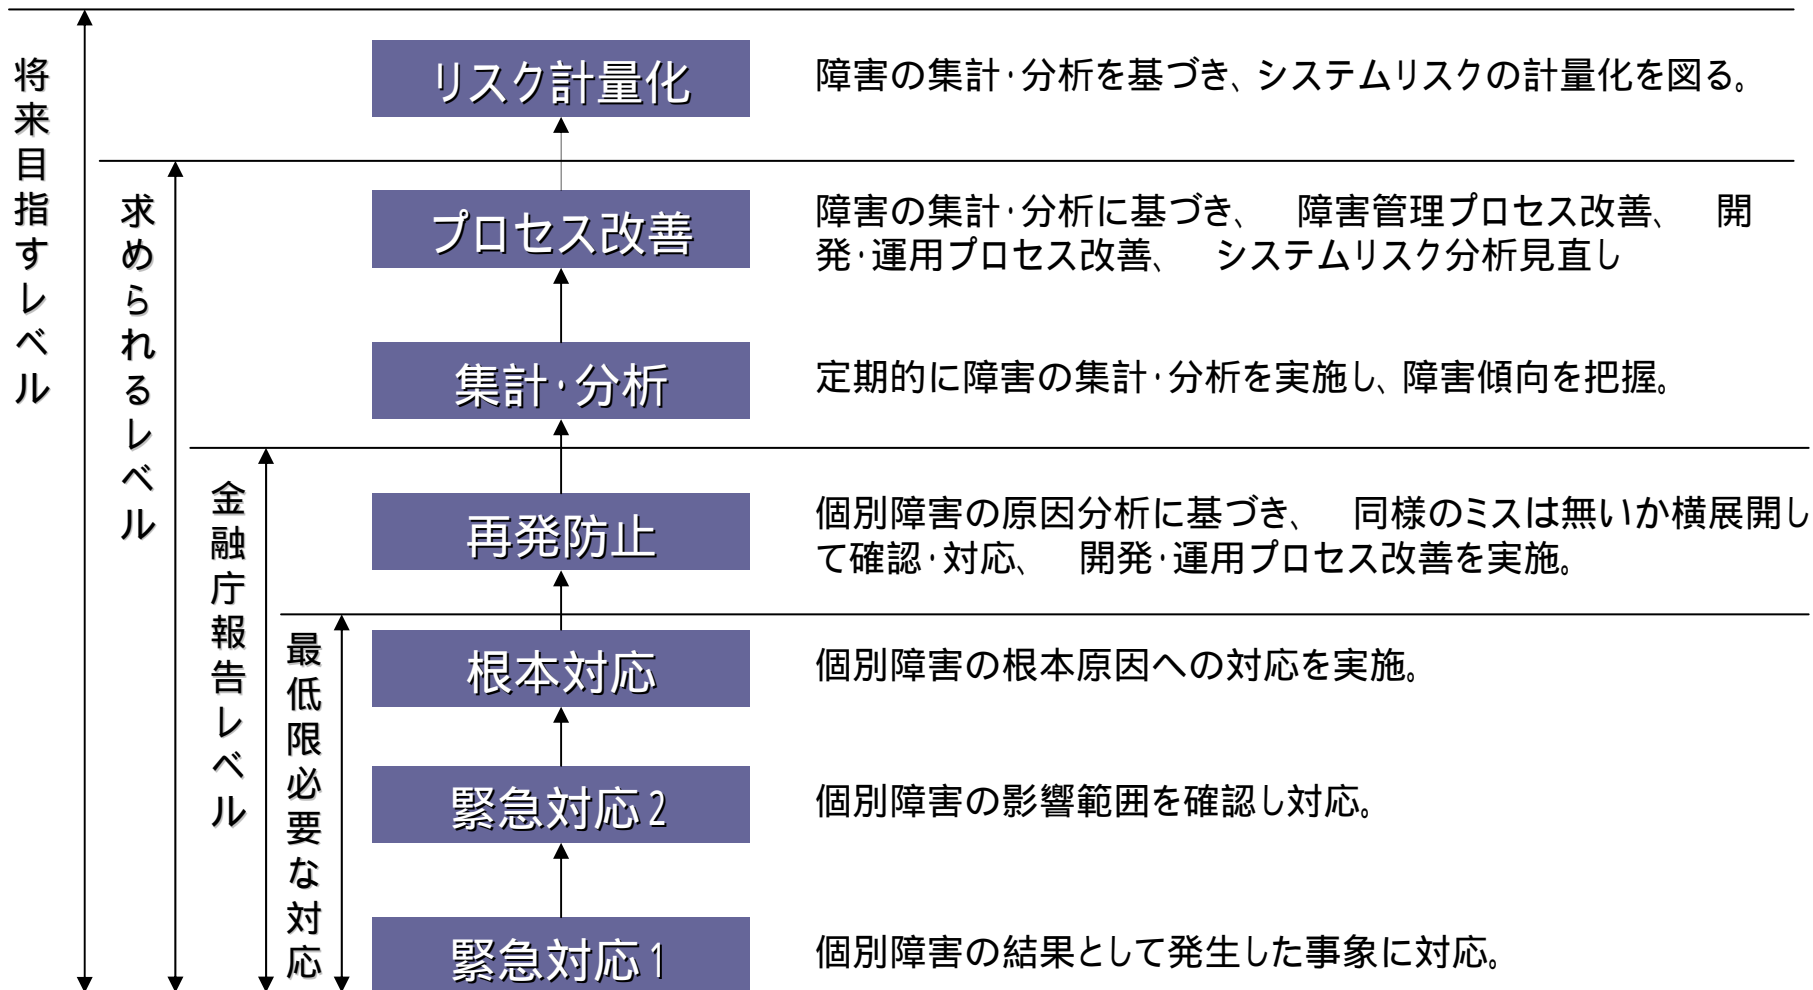 将来目指すレベル
求められるレベル
金融庁報告レベル
最低限必要な対応
リスク計量化
障害の集計・分析を基づき、システムリスクの計量化を図る。
プロセス改善
障害の集計・分析に基づき、 障害管理プロセス改善、 開
発・運用プロセス改善、 システムリスク分析見直し
集計・分析
定期的に障害の集計・分析を実施し、障害傾向を把握。
再発防止
個別障害の原因分析に基づき、 同様のミスは無いか横展開し
て確認・対応、 開発・運用プロセス改善を実施。
根本対応
個別障害の根本原因への対応を実施。
緊急対応2
個別障害の影響範囲を確認し対応。
緊急対応1
個別障害の結果として発生した事象に対応。